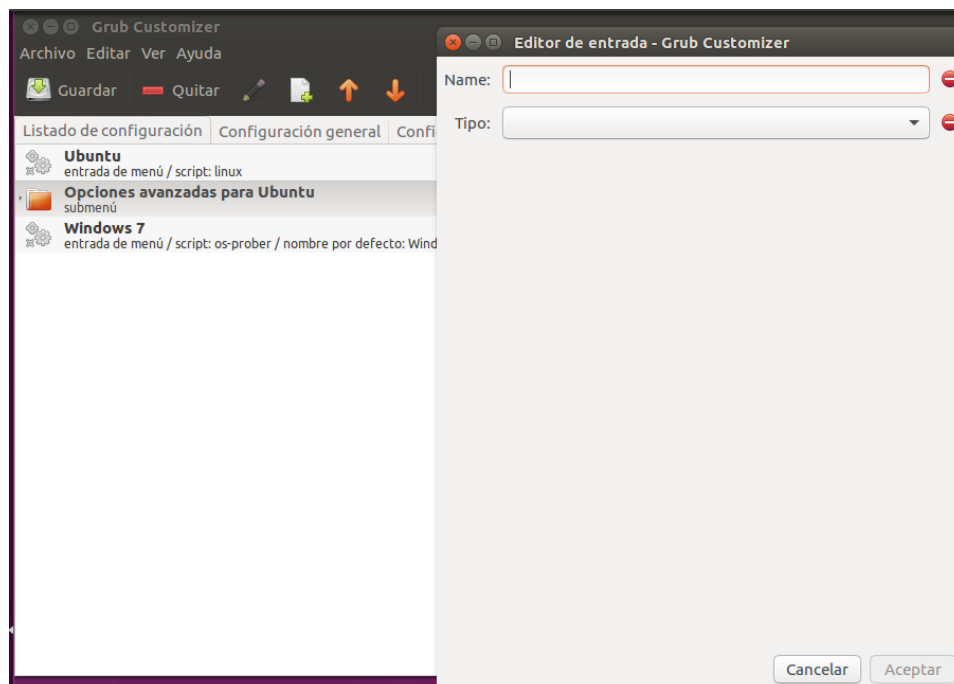 Grub Customizer
Archivo Editar Ver Ayuda
Guardar Quitar
Listado de configuración Configuración general Confi
Ubuntu
entrada de menú / script: linux
Opciones avanzadas para Ubuntu
submenú
Windows 7
entrada de menú / script: os-prober / nombre por defecto: Wind
Editor de entrada - Grub Customizer
Name:
Tipo:
Cancelar Aceptar